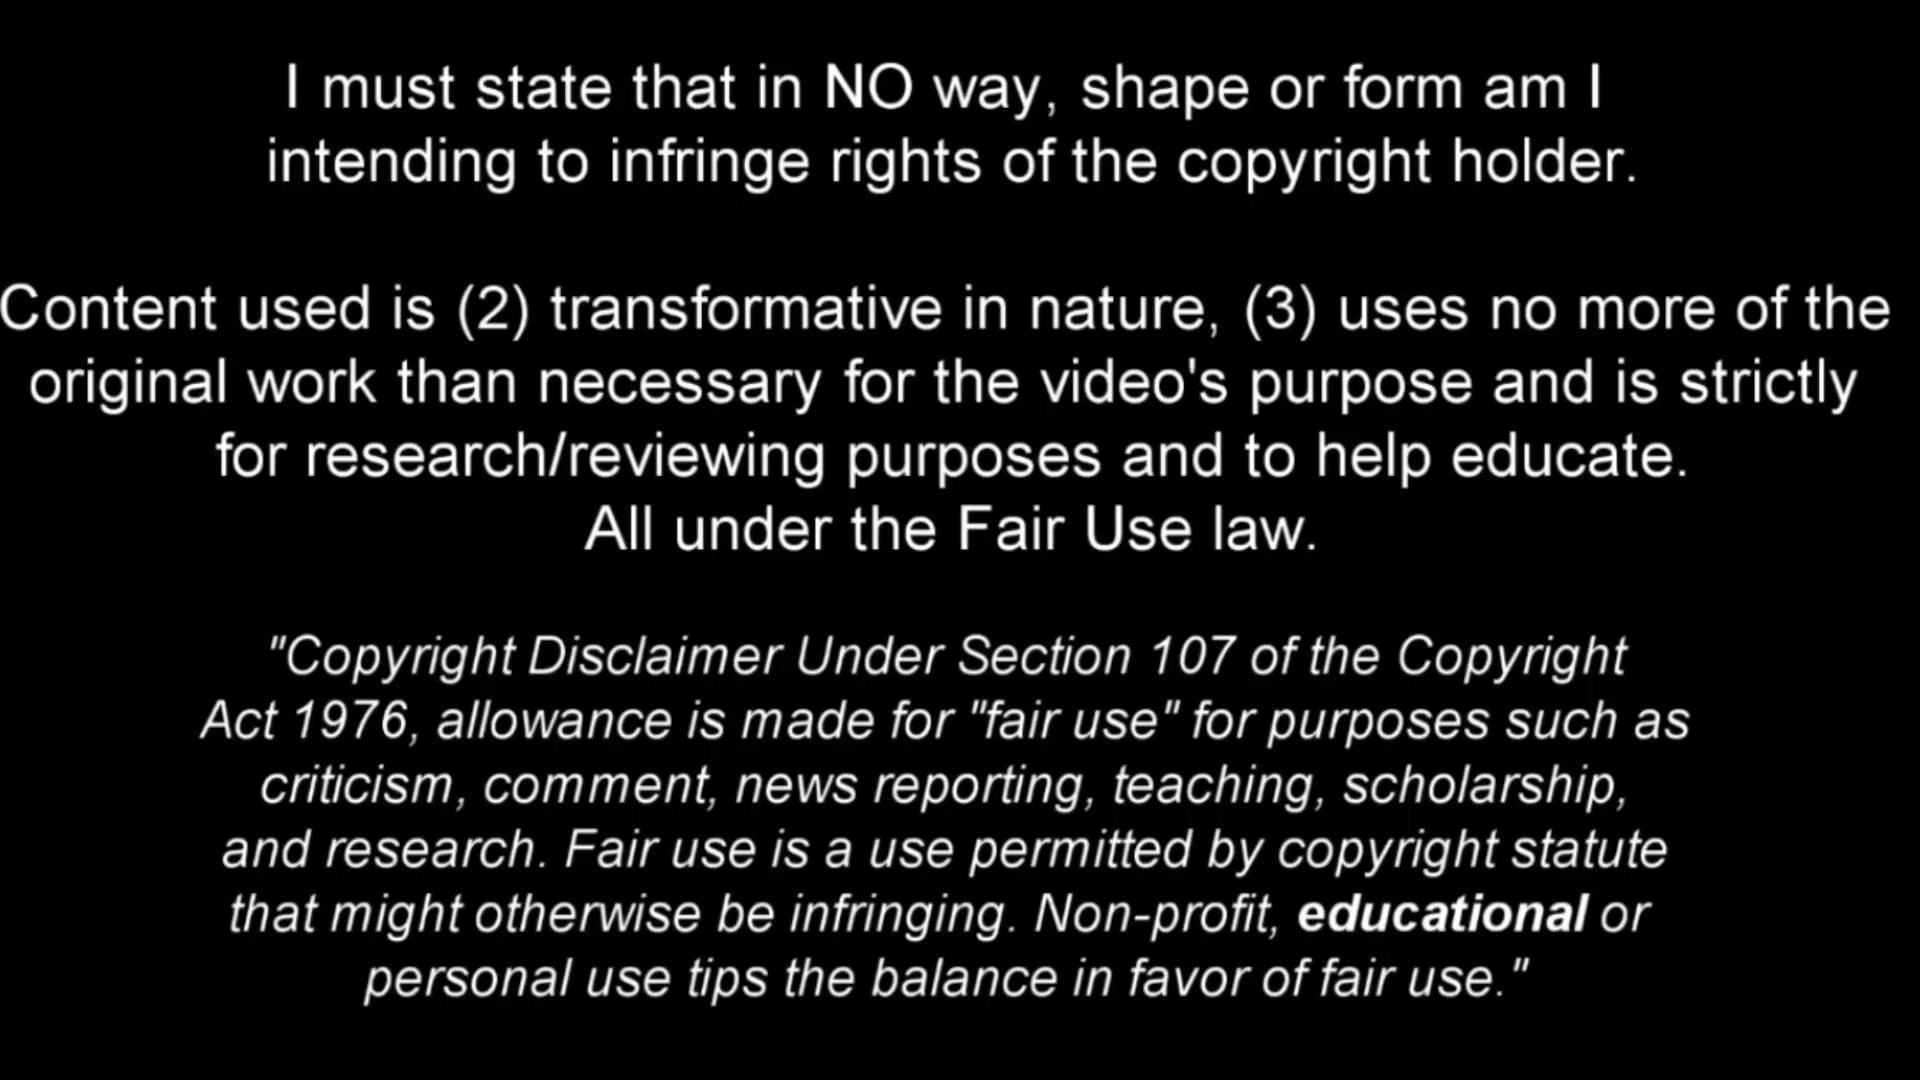 I must state that in NO way, shape or form am I
intending to infringe rights of the copyright holder.
Content used is (2) transformative in nature, (3) uses no more of the
original work than necessary for the video's purpose and is strictly
for research/reviewing purposes and to help educate.
All under the Fair Use law.
"Copyright Disclaimer Under Section 107 of the Copyright
Act 1976, allowance is made for "fair use" for purposes such as
criticism, comment, news reporting, teaching, scholarship,
and research. Fair use is a use permitted by copyright statute
that might otherwise be infringing. Non-profit, educational or
personal use tips the balance in favor of fair use."